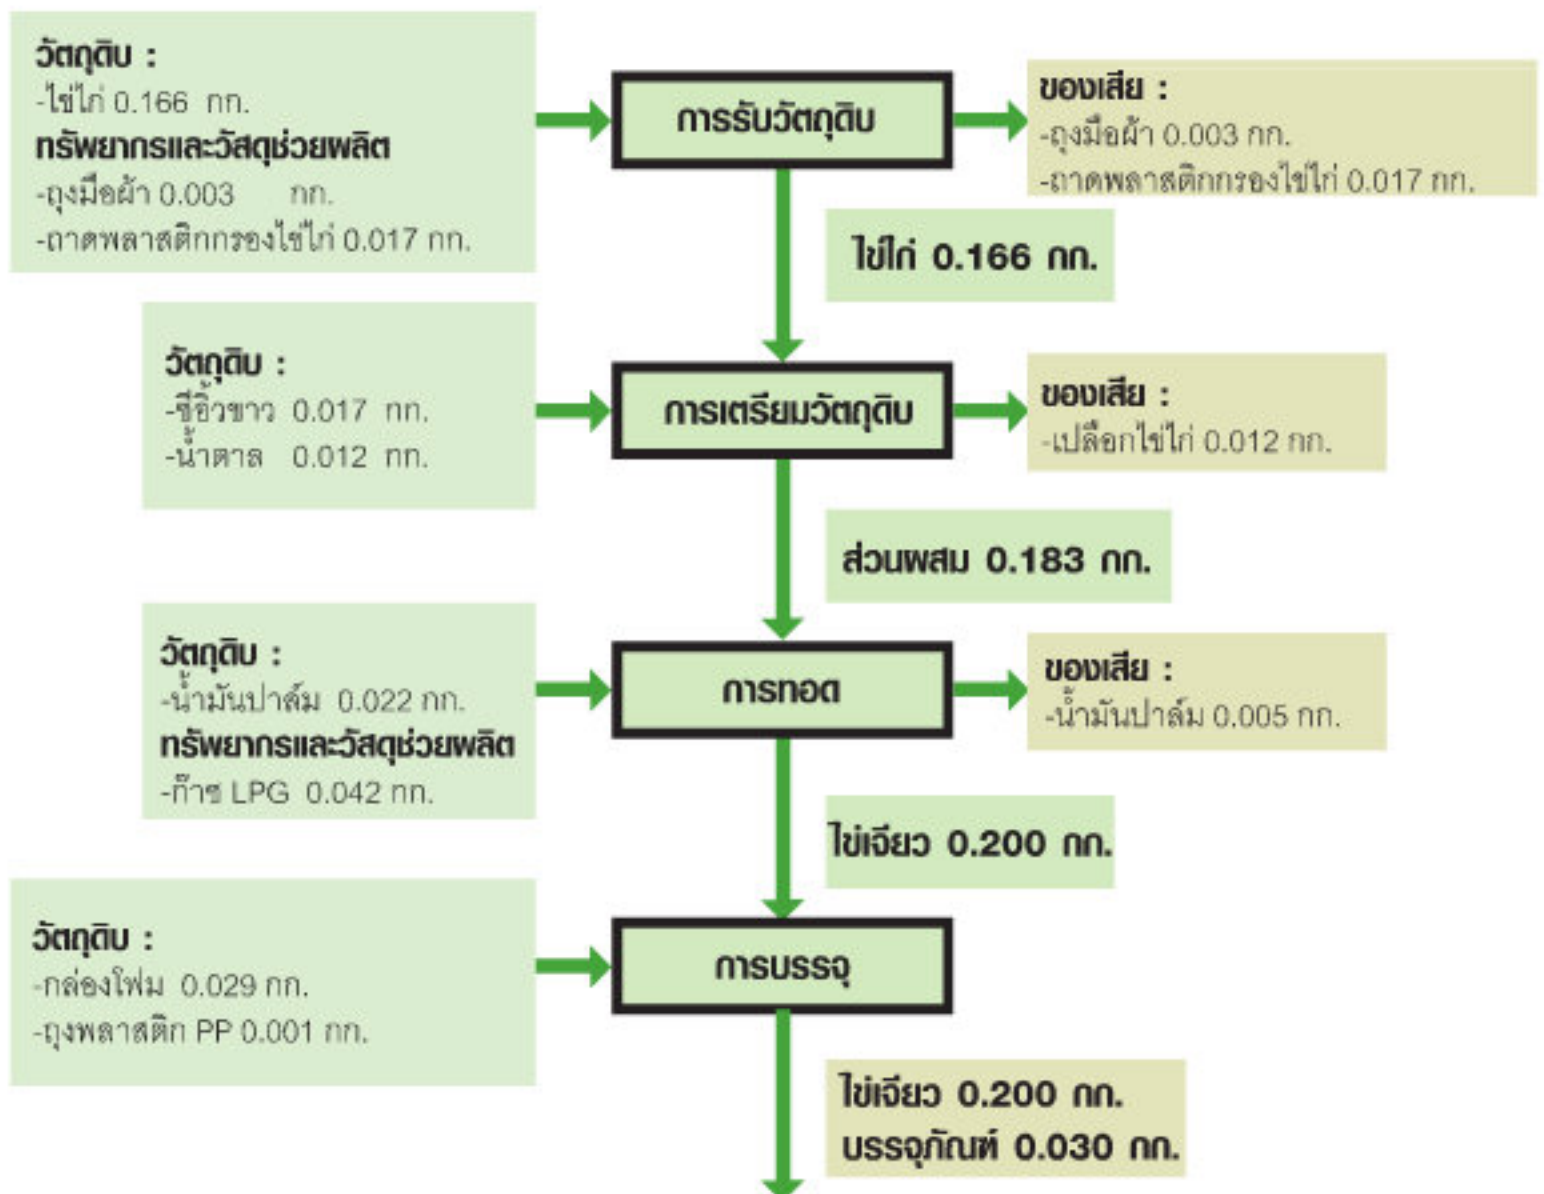 วัตถุดิบ :
-ไข่ไก่ 0.166 กก.
ทรัพยากรและวัสดุช่วยผลิต
-ถุงมือผ้า 0.003 กก.
-ถาดพลาสติกกรองไข่ไก่ 0.017 กก.
การรับวัตถุดิบ
ของเสีย :
-ถุงมือผ้า 0.003 กก.
-ถาดพลาสติกกรองไข่ไก่ 0.017 กก.
ไข่ไก่ 0.166 กก.
วัตถุดิบ :
-ซีอิ้วขาว 0.017 กก.
-น้ำตาล 0.012 กก.
การเตรียมวัตถุดิบ
ของเสีย :
-เปลือกไข่ไก่ 0.012 กก.
ส่วนผสม 0.183 กก.
วัตถุดิบ :
-น้ำมันปาล์ม 0.022 กก.
ทรัพยากรและวัสดุช่วยผลิต
-ก๊าซ LPG 0.042 กก.
การทอด
ของเสีย :
-น้ำมันปาล์ม 0.005 กก.
ไข่เจียว 0.200 กก.
วัตถุดิบ :
-กล่องโฟม 0.029 กก.
-ถุงพลาสติก PP 0.001 กก.
การบรรจุ
ไข่เจียว 0.200 กก.
บรรจุภัณฑ์ 0.030 กก.